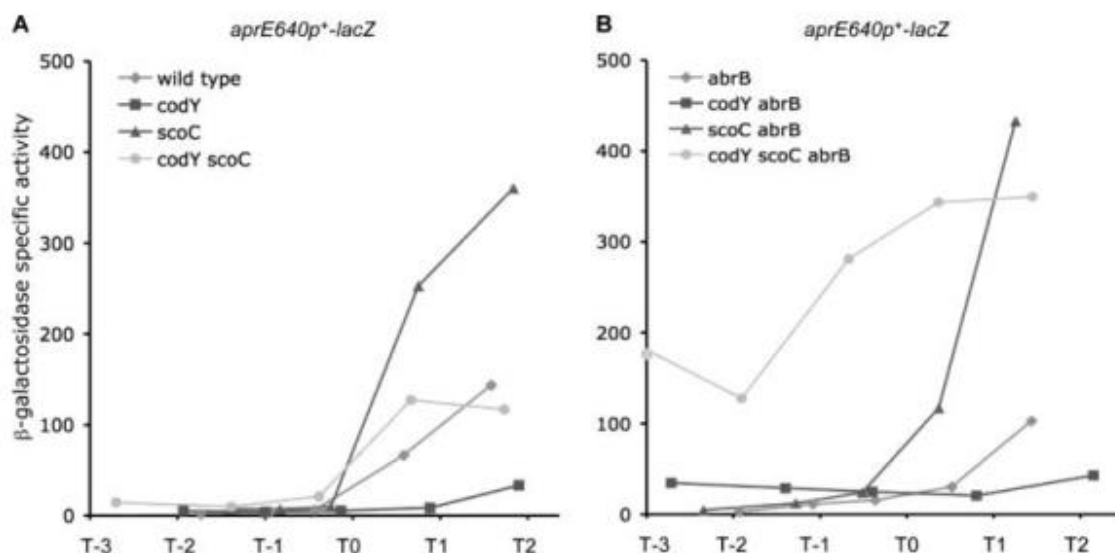 A
aprE640p⁺-lacZ
500
400
300
200
100
0
β-galactosidase specific activity
wild type
codY
scoC
codY scoC
T-3 T-2 T-1 T0 T1 T2
B
aprE640p⁺-lacZ
500
400
300
200
100
0
abrB
codY abrB
scoC abrB
codY scoC abrB
T-3 T-2 T-1 T0 T1 T2